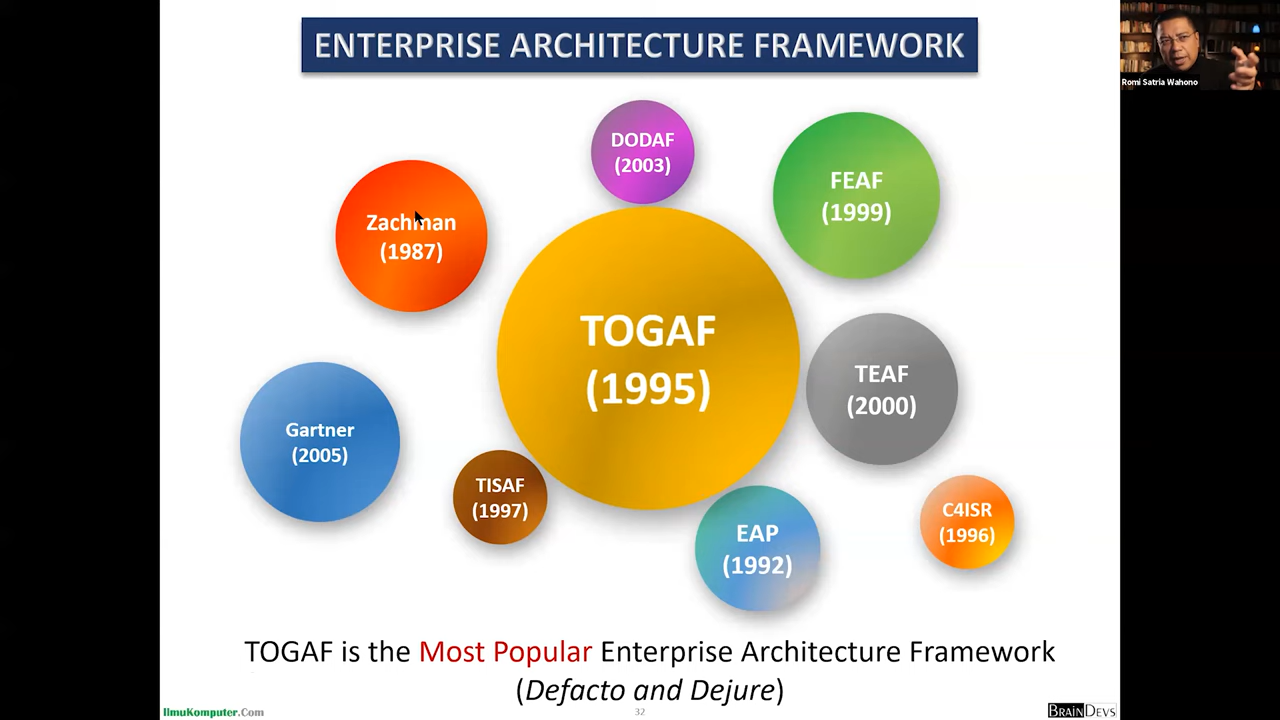 ENTERPRISE ARCHITECTURE FRAMEWORK
Romi Satria Wahono
DODAF
(2003)
FEAF
(1999)
Zachman
(1987)
TOGAF
(1995)
TEAF
(2000)
Gartner
(2005)
TISAF
(1997)
C4ISR
(1996)
EAP
(1992)
TOGAF is the Most Popular Enterprise Architecture Framework
(Defacto and Dejure)
IlmuKomputer.Com
32
BRAINDEVS